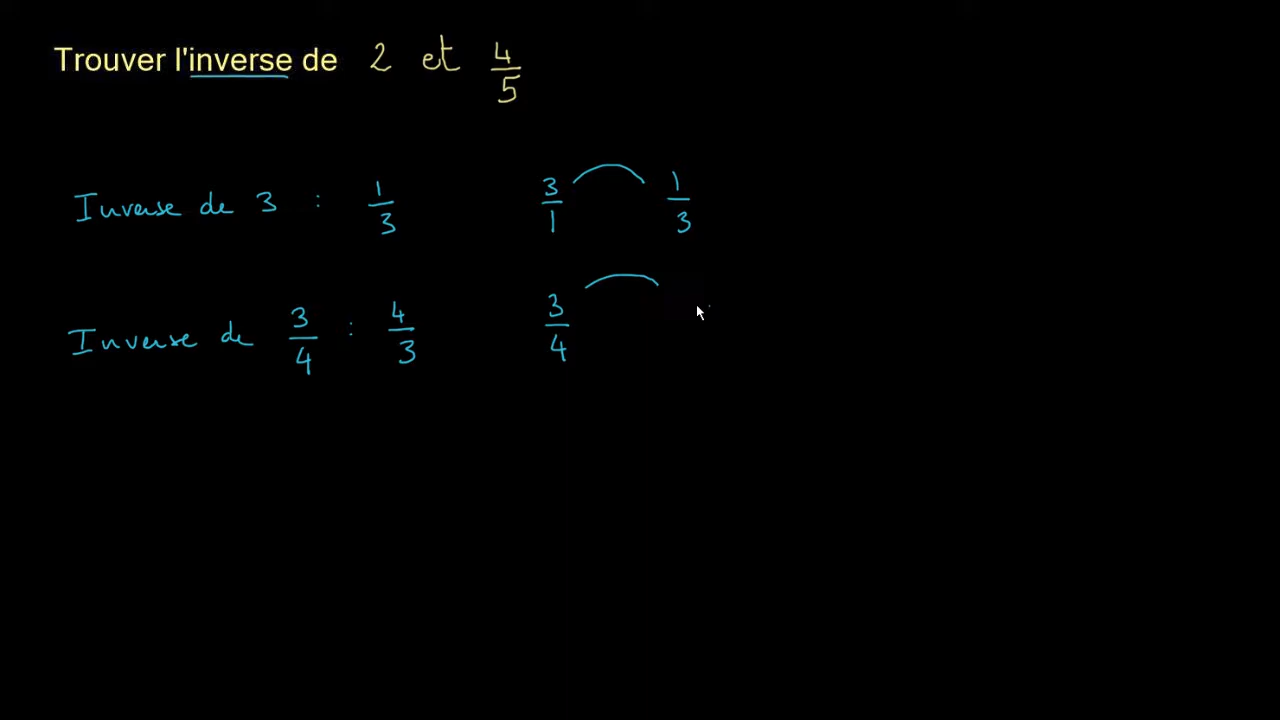 Trouver l'inverse de 2 et 4/5
Inverse de 3 : 1/3 3/1 1/3
Inverse de 3/4 : 4/3 3/4